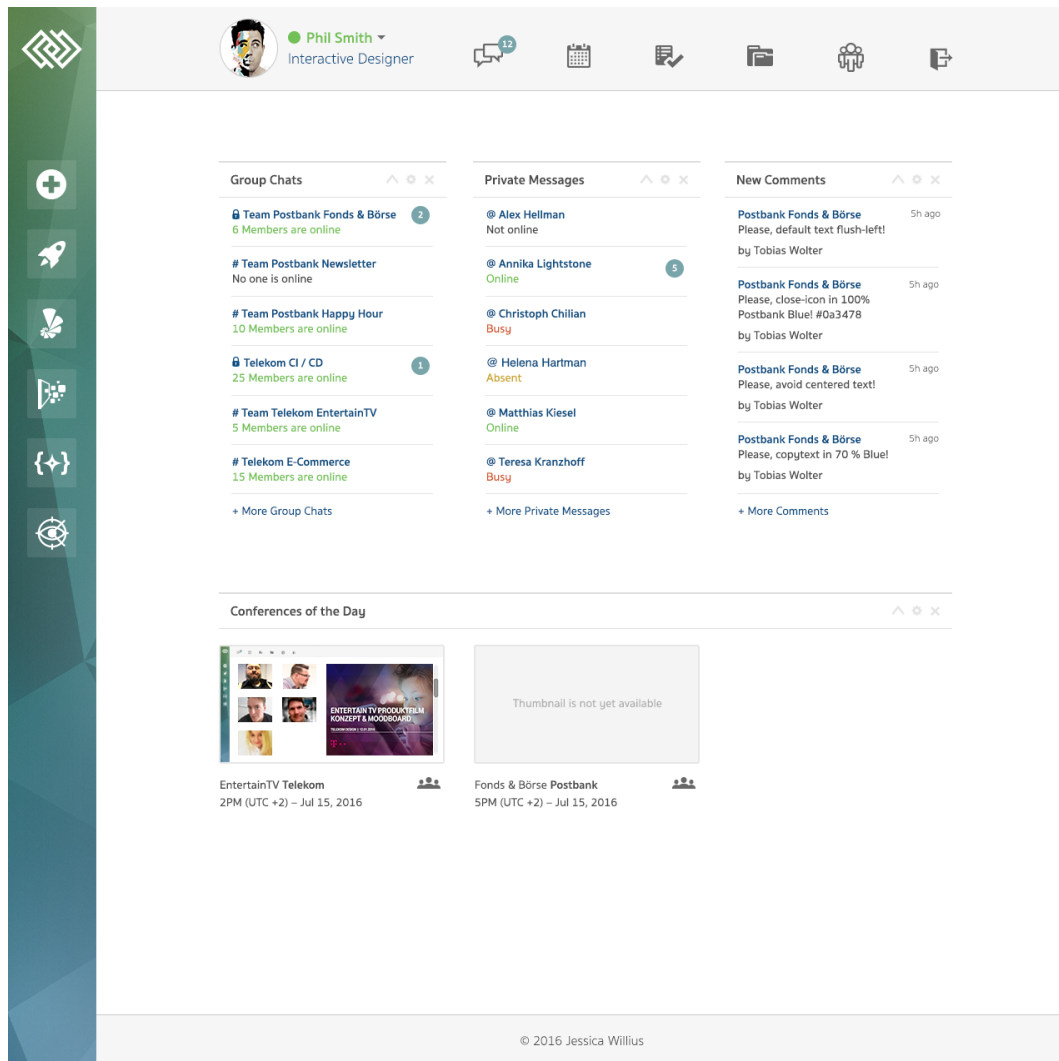 Phil Smith
Interactive Designer
12
Group Chats
Team Postbank Fonds & Börse
2
6 Members are online
# Team Postbank Newsletter
No one is online
# Team Postbank Happy Hour
10 Members are online
Telekom CI / CD
1
25 Members are online
# Team Telekom EntertainTV
5 Members are online
# Telekom E-Commerce
15 Members are online
+ More Group Chats
Private Messages
@ Alex Hellman
Not online
@ Annika Lightstone
5
Online
@ Christoph Chilian
Busy
@ Helena Hartman
Absent
@ Matthias Kiesel
Online
@ Teresa Kranzhoff
Busy
+ More Private Messages
New Comments
Postbank Fonds & Börse 5h ago
Please, default text flush-left!
by Tobias Wolter
Postbank Fonds & Börse 5h ago
Please, close-icon in 100%
Postbank Blue! #0a3478
by Tobias Wolter
Postbank Fonds & Börse 5h ago
Please, avoid centered text!
by Tobias Wolter
Postbank Fonds & Börse 5h ago
Please, copytext in 70 % Blue!
by Tobias Wolter
+ More Comments
Conferences of the Day
ENTERTAIN TV PRODUKTFILM
KONZEPT & MOODBOARD
EntertainTV Telekom
2PM (UTC +2) – Jul 15, 2016
Thumbnail is not yet available
Fonds & Börse Postbank
5PM (UTC +2) – Jul 15, 2016
© 2016 Jessica Willius